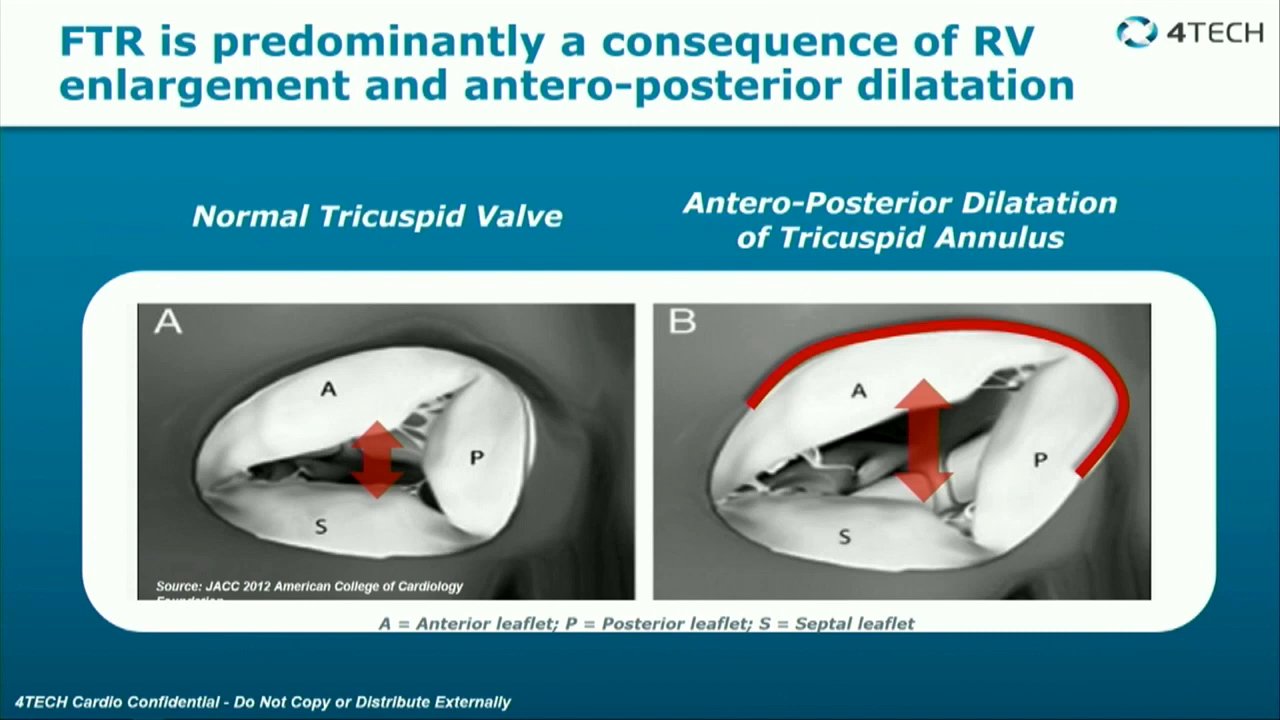 FTR is predominantly a consequence of RV
enlargement and antero-posterior dilatation
4TECH
Normal Tricuspid Valve
Antero-Posterior Dilatation
of Tricuspid Annulus
A
A
P
S
Source: JACC 2012 American College of Cardiology
Foundation
B
A
P
S
A = Anterior leaflet; P = Posterior leaflet; S = Septal leaflet
4TECH Cardio Confidential - Do Not Copy or Distribute Externally